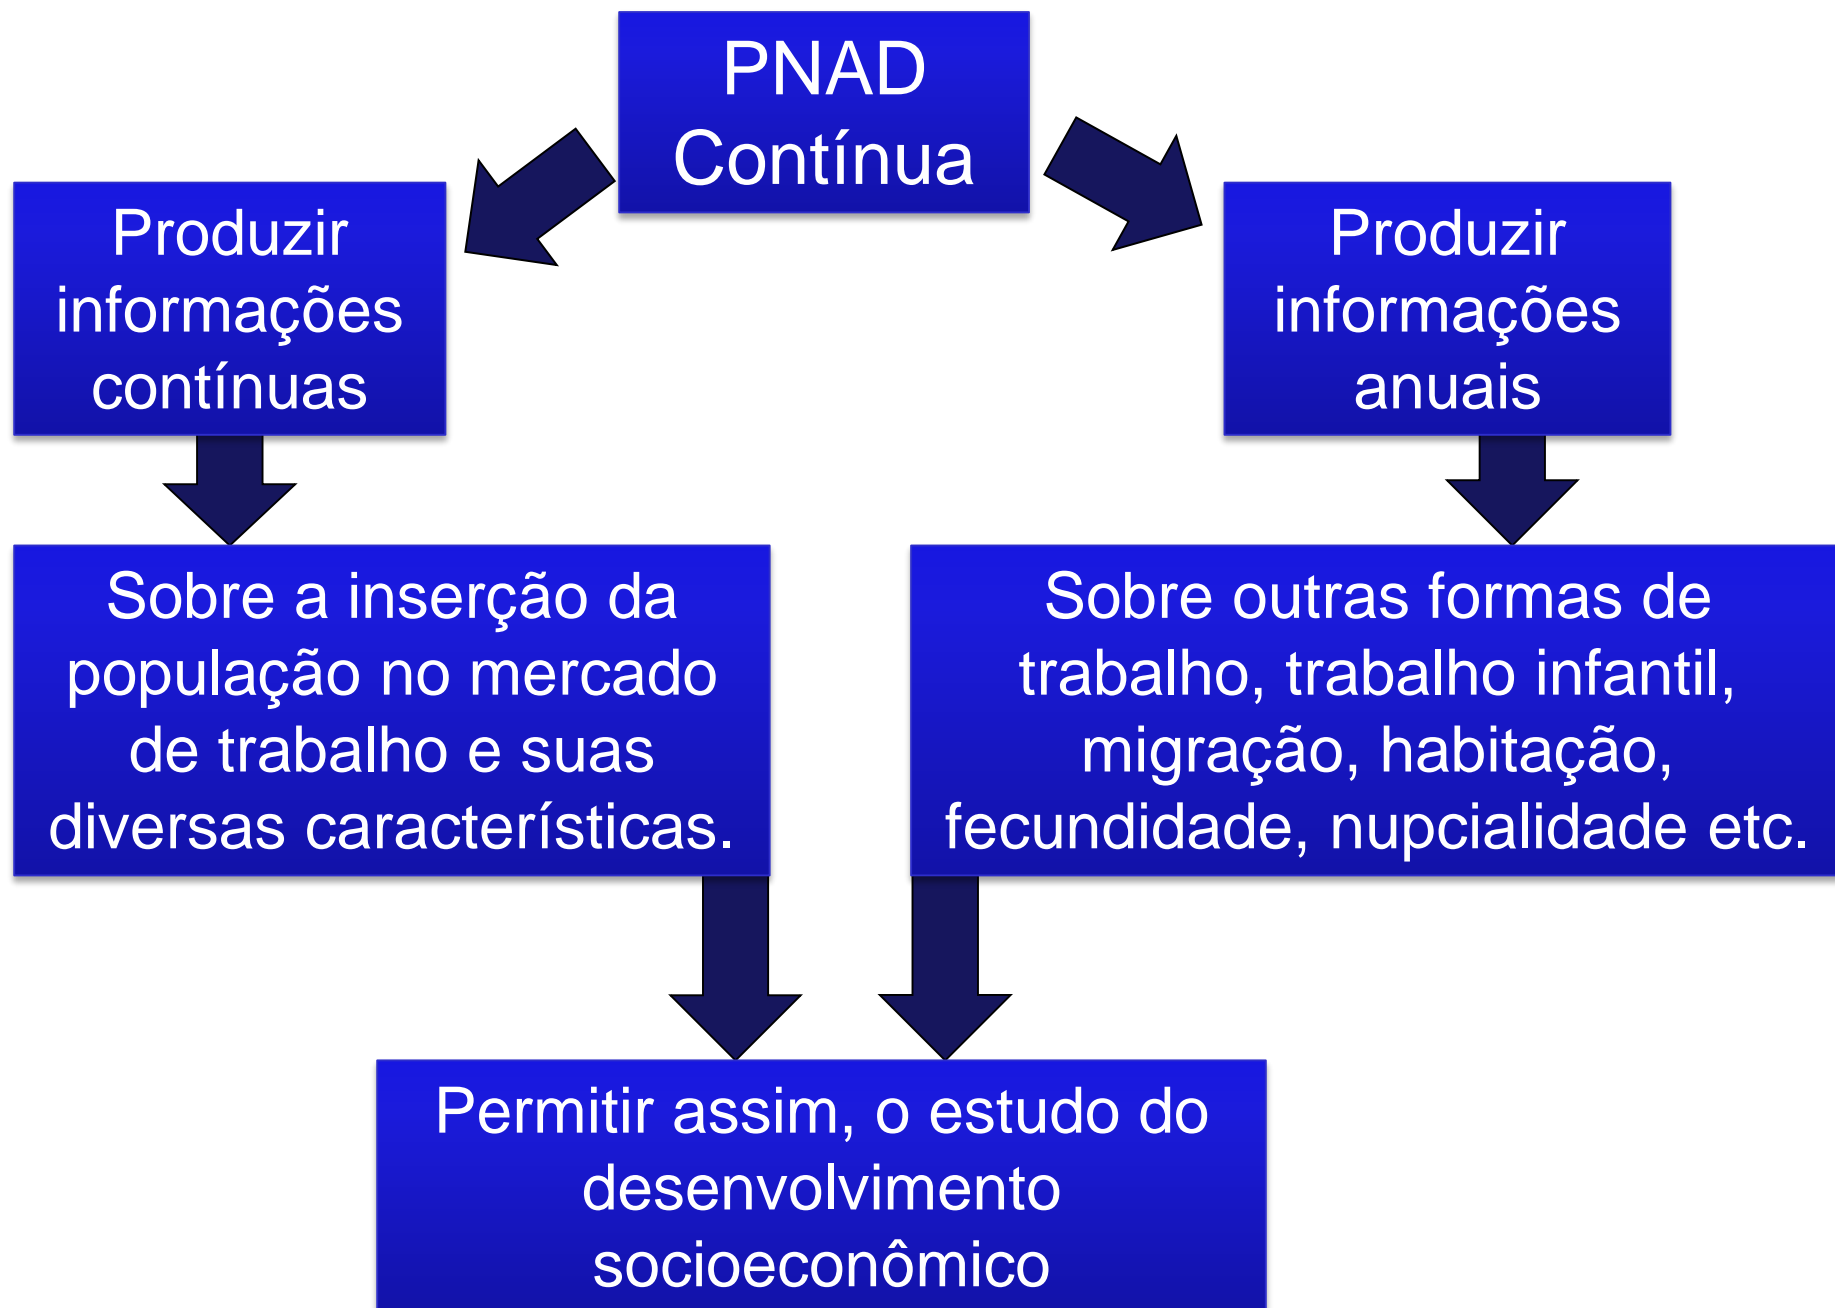 PNAD
Contínua
Produzir
informações
contínuas
Produzir
informações
anuais
Sobre a inserção da
população no mercado
de trabalho e suas
diversas características.
Sobre outras formas de
trabalho, trabalho infantil,
migração, habitação,
fecundidade, nupcialidade etc.
Permitir assim, o estudo do
desenvolvimento
socioeconômico